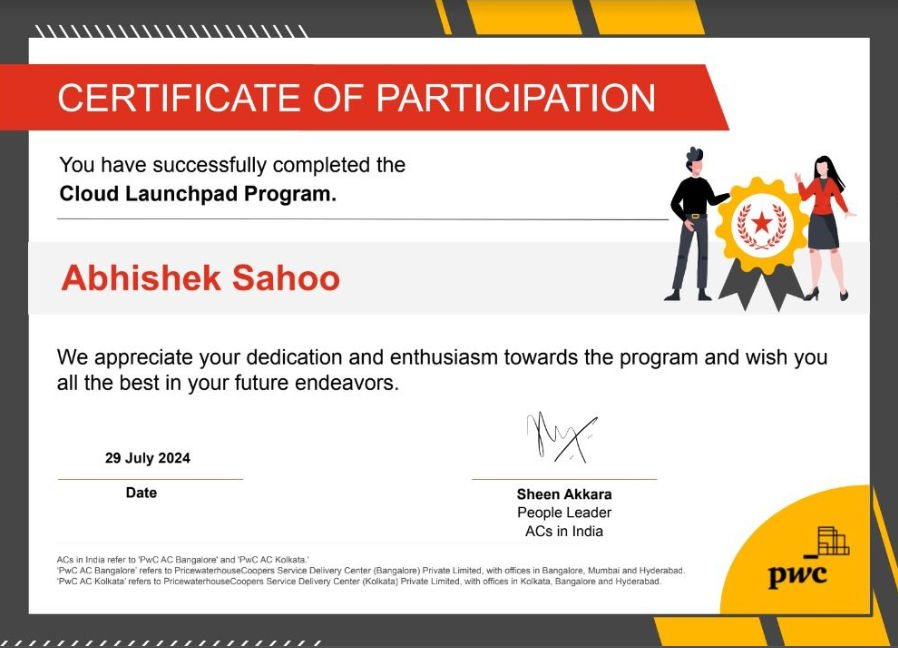 CERTIFICATE OF PARTICIPATION
You have successfully completed the
Cloud Launchpad Program.
Abhishek Sahoo
We appreciate your dedication and enthusiasm towards the program and wish you
all the best in your future endeavors.
29 July 2024
Date
Sheen Akkara
People Leader
ACs in India
ACs in India refer to 'PwC AC Bangalore' and 'PwC AC Kolkata.'
'PwC AC Bangalore' refers to PricewaterhouseCoopers Service Delivery Center (Bangalore) Private Limited, with offices in Bangalore, Mumbai and Hyderabad.
'PwC AC Kolkata' refers to PricewaterhouseCoopers Service Delivery Center (Kolkata) Private Limited, with offices in Kolkata, Bangalore and Hyderabad.
pwc